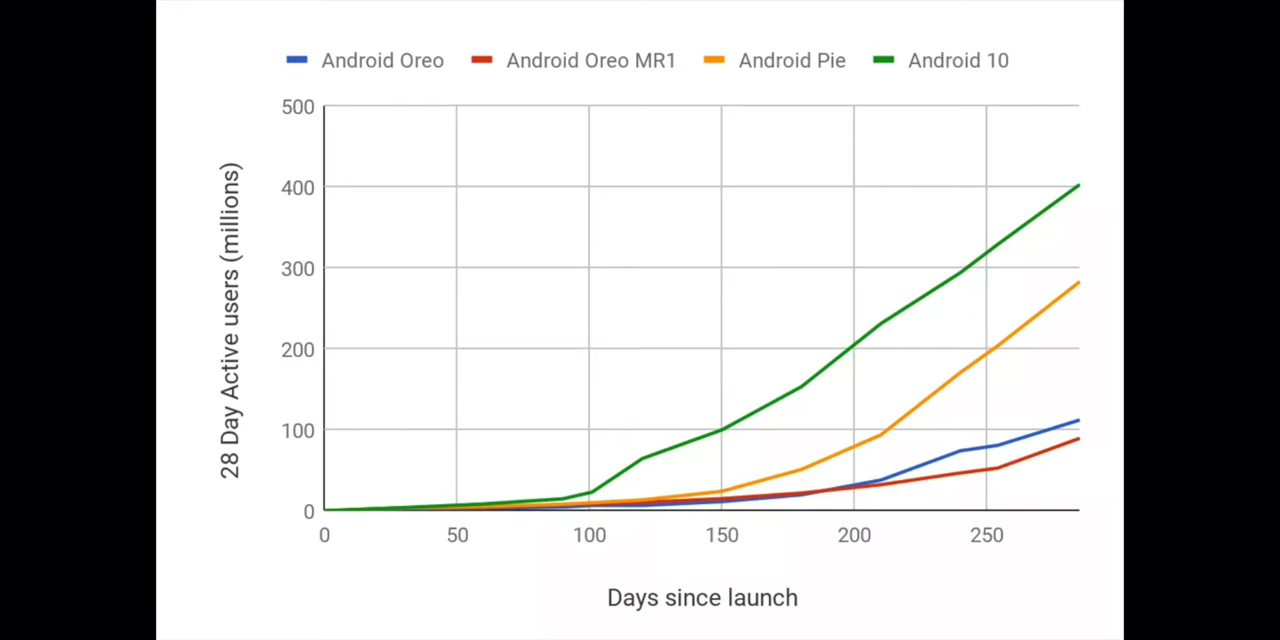 Android Oreo Android Oreo MR1 Android Pie Android 10
500
400
300
200
100
0
28 Day Active users (millions)
0 50 100 150 200 250
Days since launch